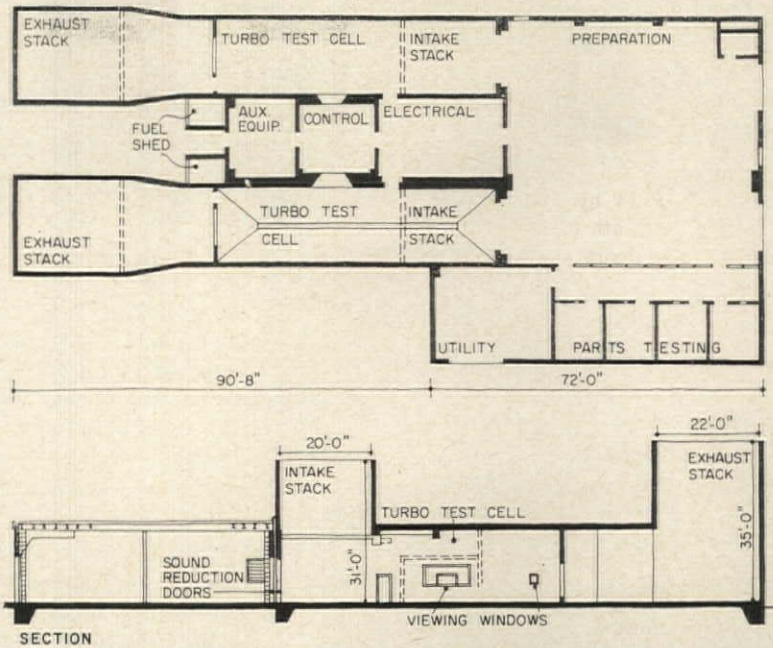 EXHAUST
STACK
TURBO TEST CELL
INTAKE
STACK
PREPARATION
FUEL
SHED
AUX.
EQUIP.
CONTROL
ELECTRICAL
EXHAUST
STACK
TURBO TEST
CELL
INTAKE
STACK
UTILITY
PARTS TESTING
90'-8"
72'-0"
20'-0"
22'-0"
INTAKE
STACK
EXHAUST
STACK
TURBO TEST CELL
SOUND
REDUCTION
DOORS
31'-0"
35'-0"
VIEWING WINDOWS
SECTION